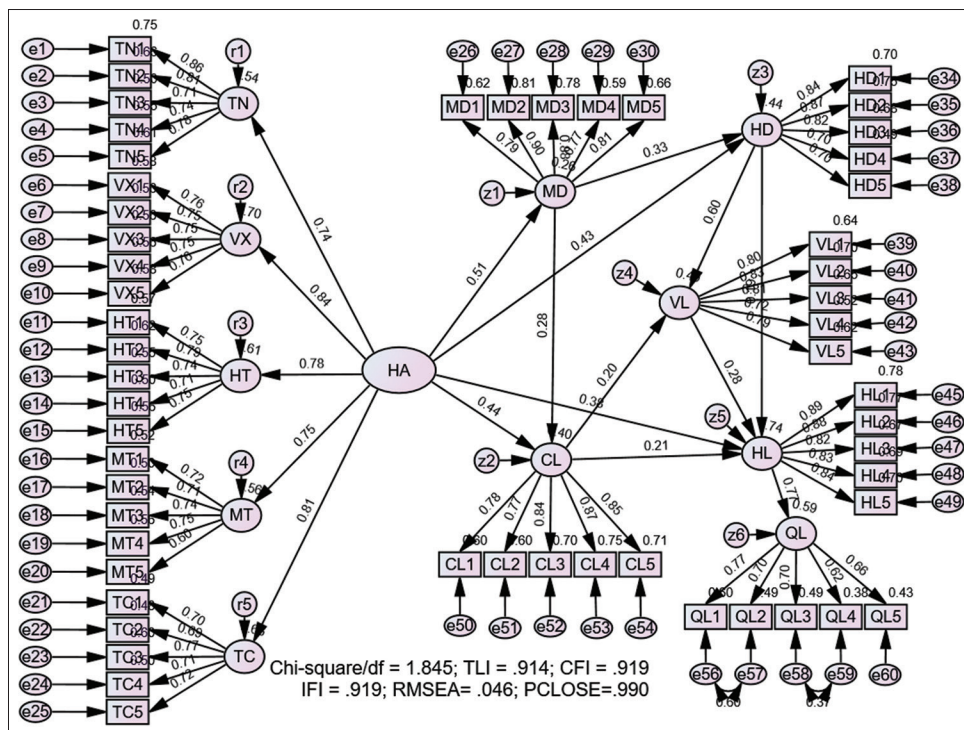 0.75
e1 TN1 0.86 r1 .54
e2 TN2 0.81
e3 TN3 0.71 TN
e4 TN4 0.74
e5 TN5 0.78
e6 VX1 0.76 r2 .70
e7 VX2 0.75
e8 VX3 0.75 VX
e9 VX4 0.75
e10 VX5 0.76
e11 HT1 0.75 r3 .61
e12 HT2 0.79
e13 HT3 0.74 HT
e14 HT4 0.71
e15 HT5 0.75
e16 MT1 0.72 r4 .56
e17 MT2 0.71
e18 MT3 0.74 MT
e19 MT4 0.75
e20 MT5 0.60
e21 TC1 0.70 r5
e22 TC2 0.69
e23 TC3 0.77 TC
e24 TC4 0.71
e25 TC5 0.72
0.74
0.84
0.78
0.75
0.81
HA
0.51
0.43
0.44
e26 e27 e28 e29 e30
0.62 0.81 0.78 0.59 0.66
MD1 MD2 MD3 MD4 MD5
0.79 0.90 0.77 0.81
z1 MD
0.33
0.28
z3 .44 HD
0.70
0.84 HD1 e34
0.87 HD2 e35
0.82 HD3 e36
0.70 HD4 e37
0.70 HD5 e38
0.60
z4 VL
0.64
0.80 VL1 e39
0.83 VL2 e40
0.81 VL3 e41
0.72 VL4 e42
0.79 VL5 e43
0.20
0.28
z5 .74 HL
0.78
0.89 HL1 e45
0.88 HL2 e46
0.82 HL3 e47
0.83 HL4 e48
0.84 HL5 e49
0.21
z2 .40 CL
0.78 0.77 0.84 0.87 0.85
0.60 0.60 0.70 0.75 0.71
CL1 CL2 CL3 CL4 CL5
e50 e51 e52 e53 e54
0.77
z6 0.59 QL
0.77 0.70 0.70 0.62 0.66
0.49 0.49 0.38 0.43
QL1 QL2 QL3 QL4 QL5
e56 e57 e58 e59 e60
0.60 0.37
Chi-square/df = 1.845; TLI = .914; CFI = .919
IFI = .919; RMSEA= .046; PCLOSE=.990